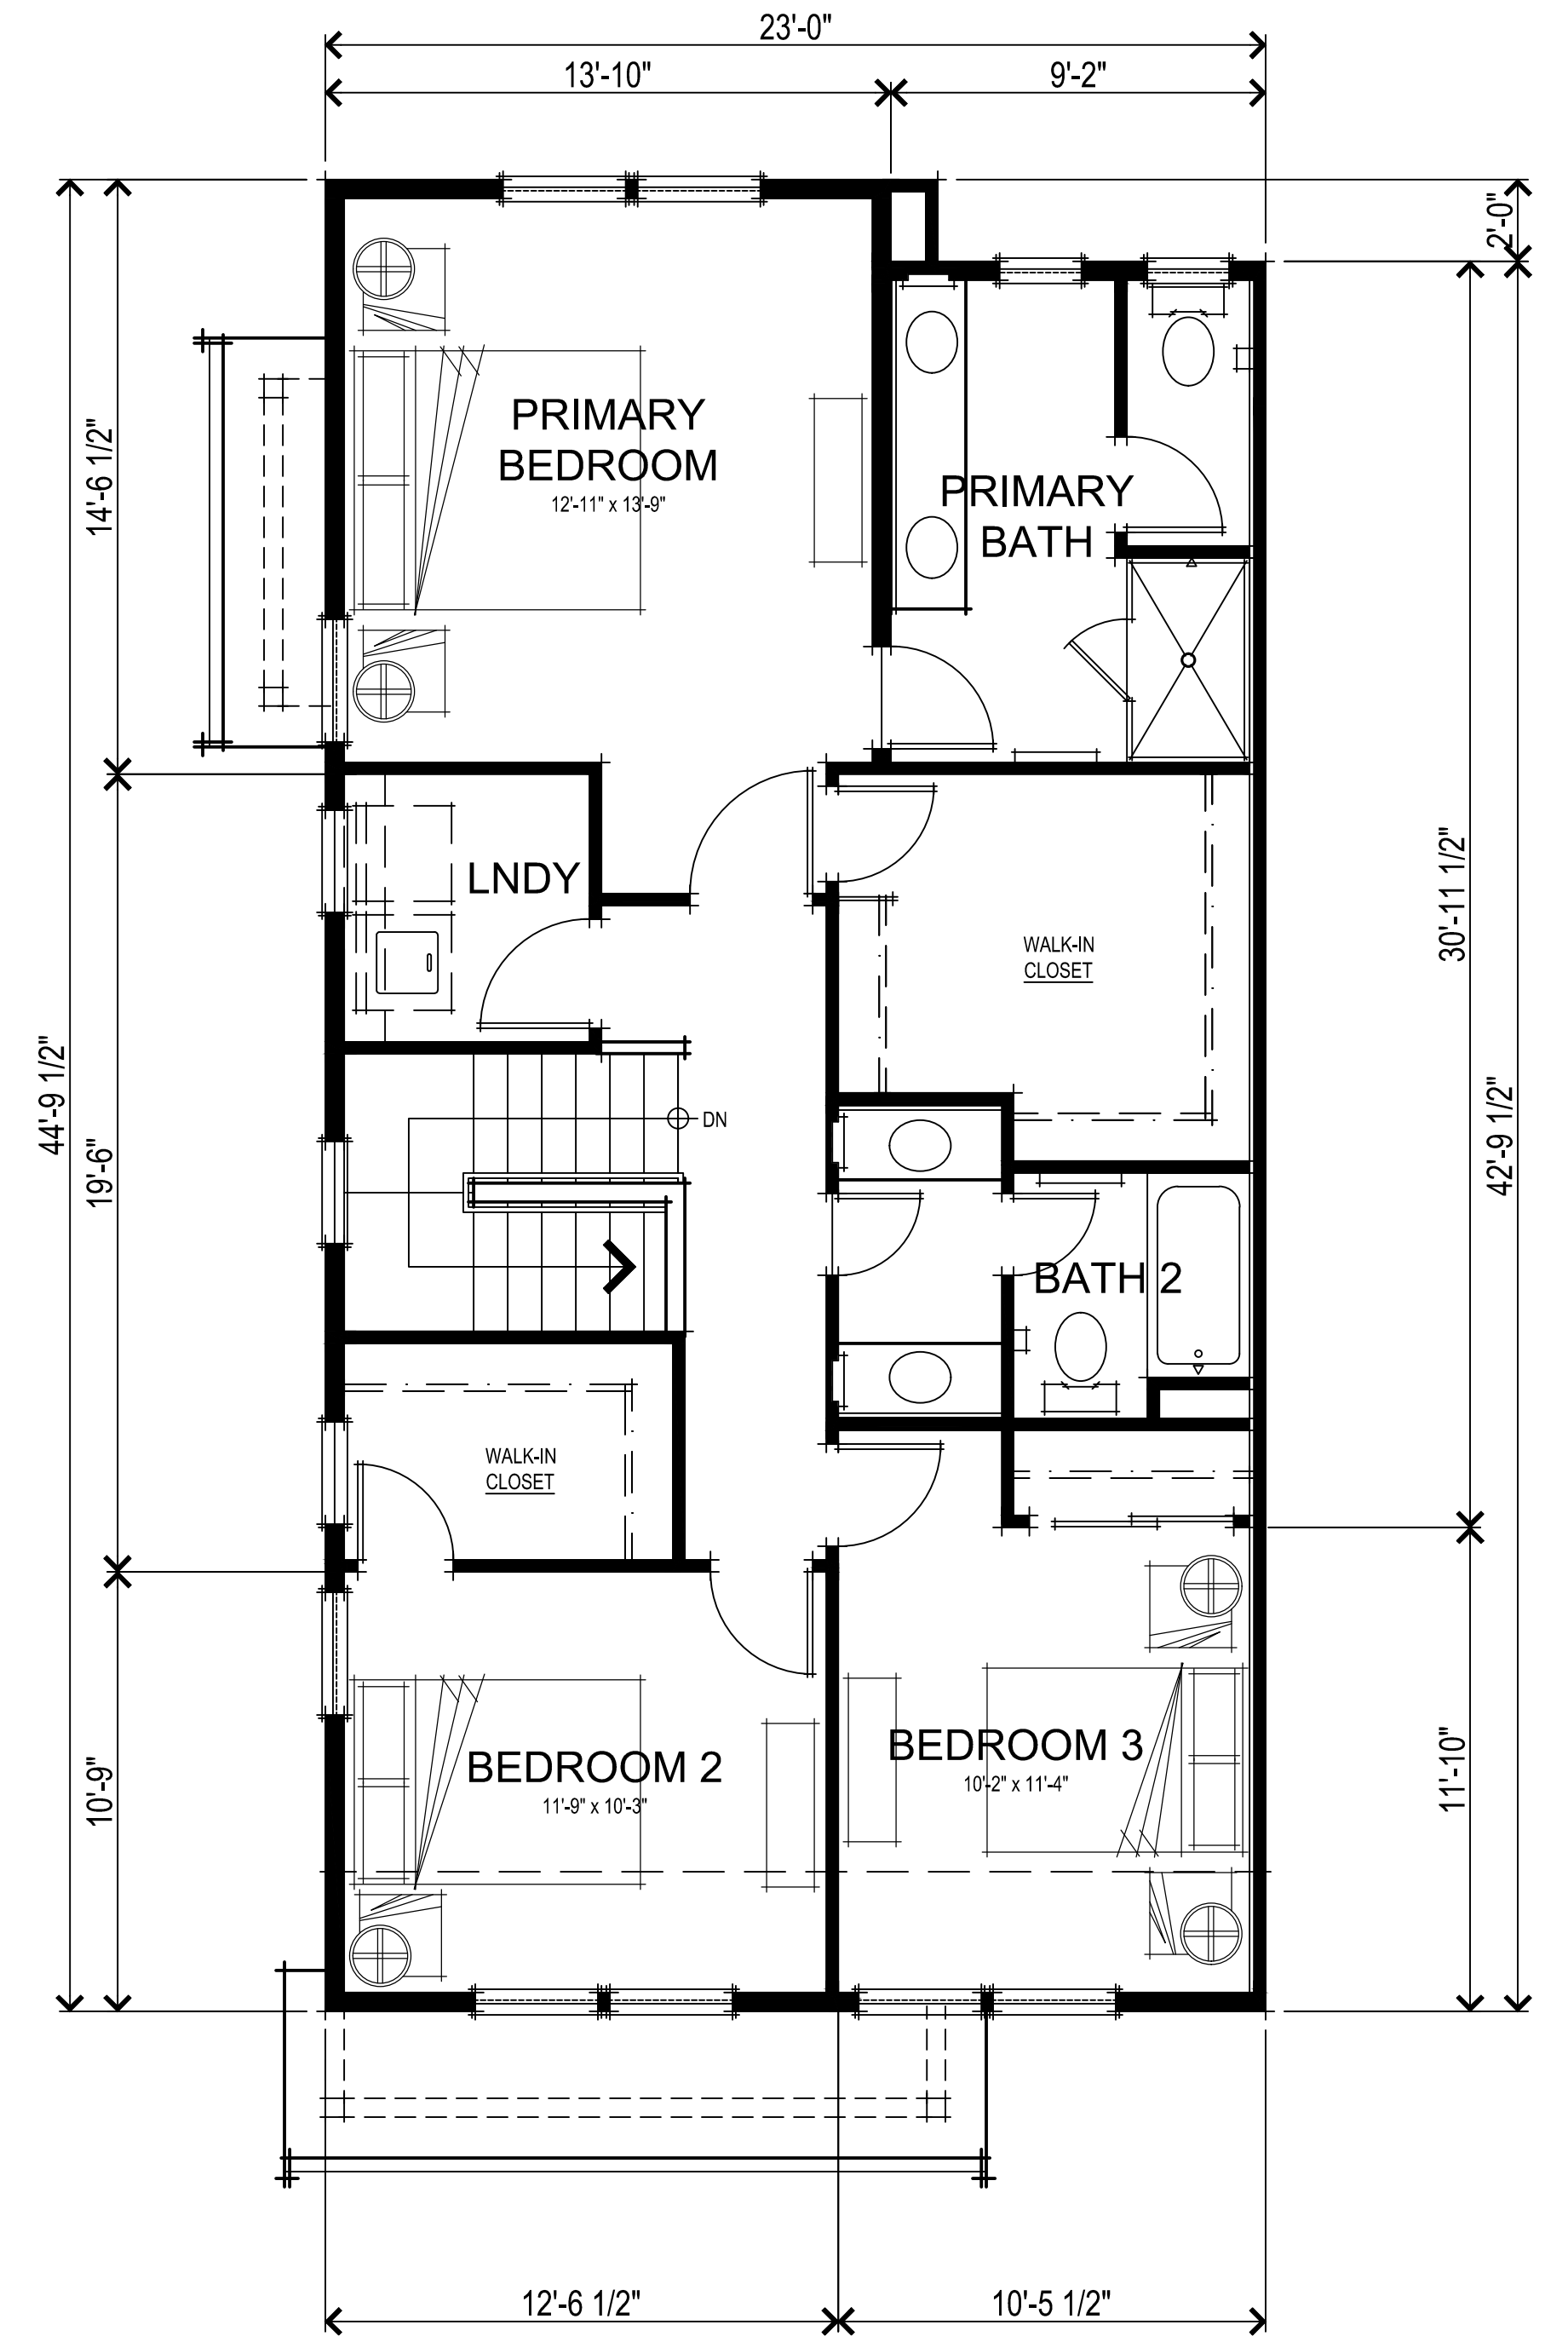 23'-0"
13'-10"
9'-2"
2'-0"
14'-6 1/2"
PRIMARY
BEDROOM
12'-11" x 13'-9"
PRIMARY
BATH
LNDY
30'-11 1/2"
WALK-IN
CLOSET
44'-9 1/2"
19'-6"
DN
42'-9 1/2"
BATH 2
WALK-IN
CLOSET
BEDROOM 3
10'-2" x 11'-4"
BEDROOM 2
11'-9" x 10'-3"
10'-9"
11'-10"
12'-6 1/2"
10'-5 1/2"